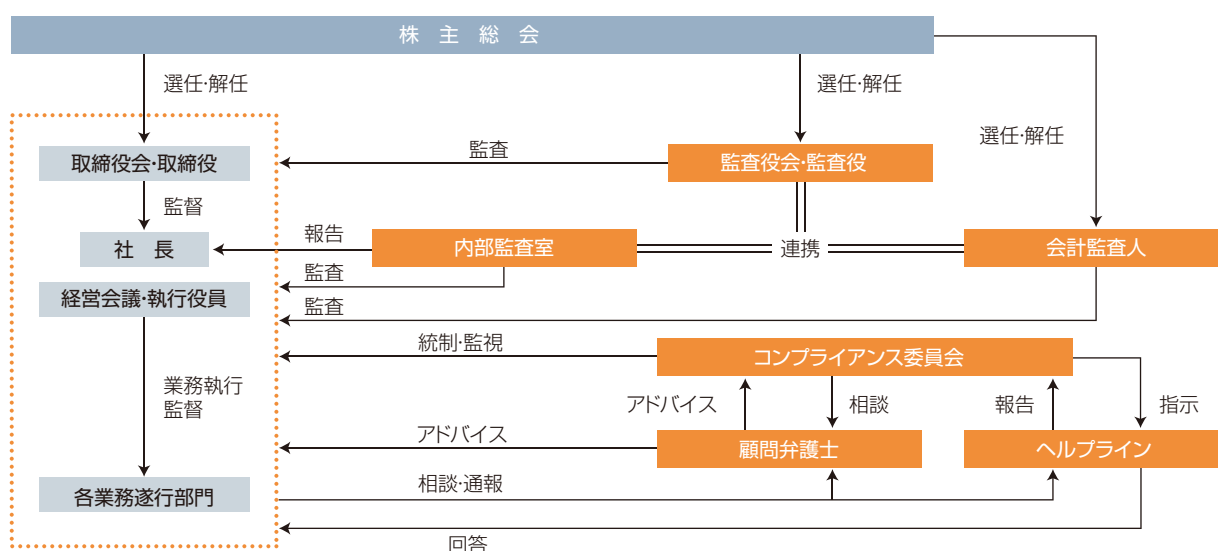 株主総会
選任・解任
選任・解任
選任・解任
取締役会・取締役
監査
監査役会・監査役
監督
社長
報告
内部監査室
連携
会計監査人
監査
経営会議・執行役員
監査
統制・監視
コンプライアンス委員会
業務執行
監督
アドバイス
相談
報告
指示
アドバイス
顧問弁護士
ヘルプライン
相談・通報
各業務遂行部門
回答